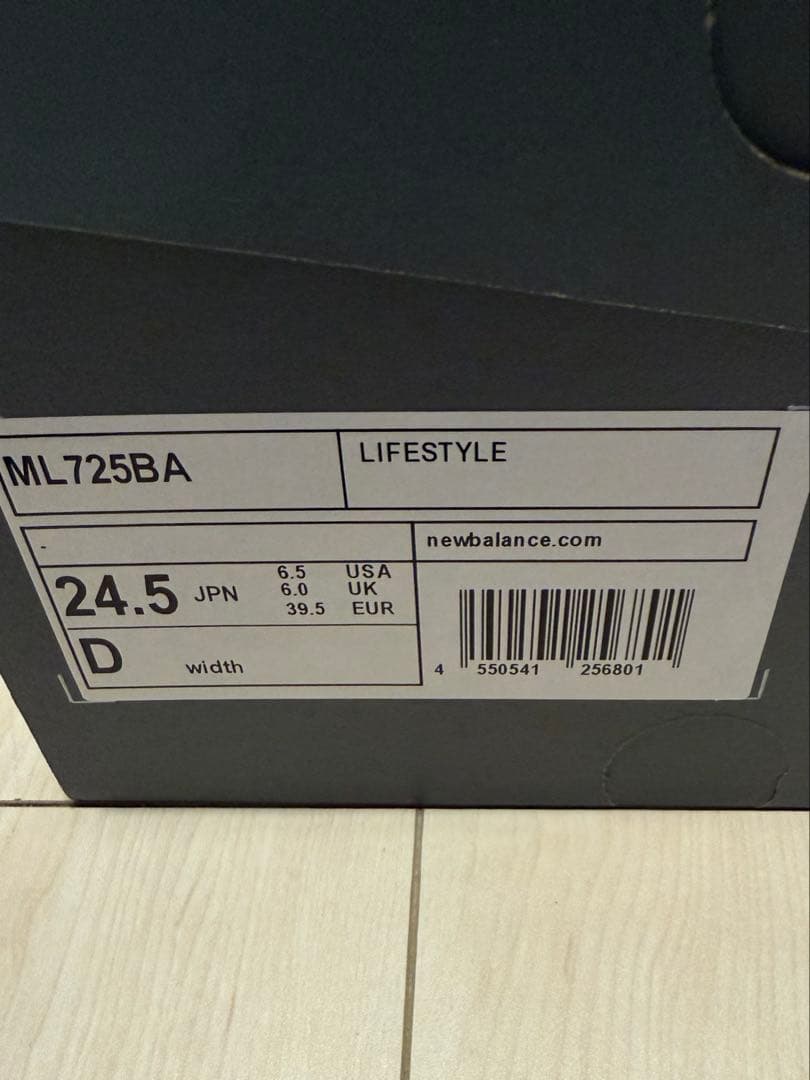 ML725BA
LIFESTYLE
-
newbalance.com
24.5 JPN
6.5 USA
6.0 UK
39.5 EUR
D width
4 550541 256801